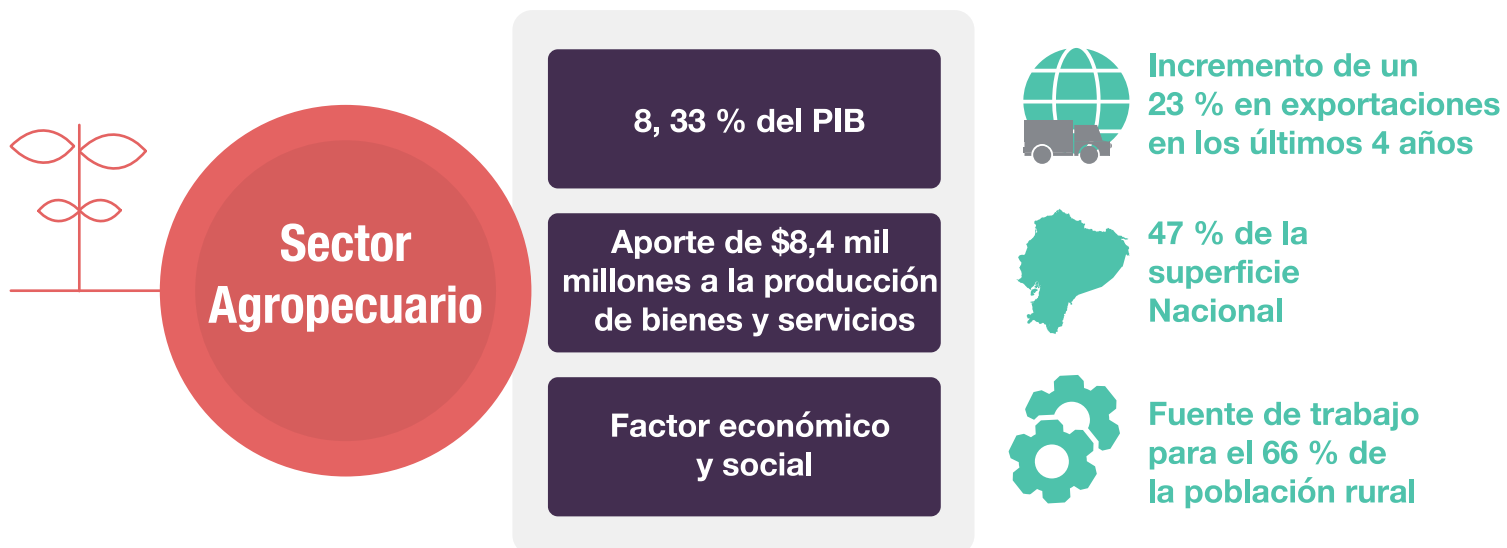 Sector
Agropecuario
8, 33 % del PIB
Aporte de $8,4 mil
millones a la producción
de bienes y servicios
Factor económico
y social
Incremento de un
23 % en exportaciones
en los últimos 4 años
47 % de la
superficie
Nacional
Fuente de trabajo
para el 66 % de
la población rural